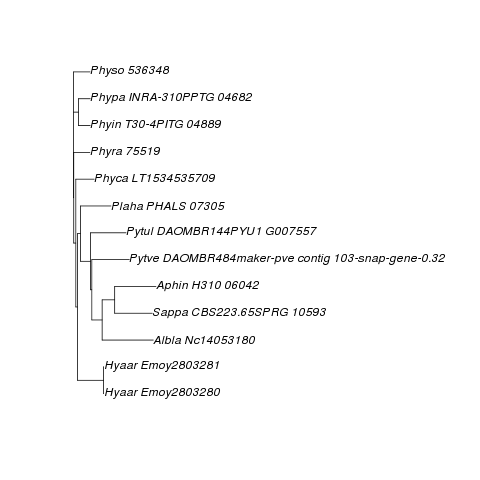 Physo 536348
Phypa INRA-310PPTG 04682
Phyin T30-4PITG 04889
Phyra 75519
Phyca LT1534535709
Plaha PHALS 07305
Pytul DAOMBR144PYU1 G007557
Pytve DAOMBR484maker-pve contig 103-snap-gene-0.32
Aphin H310 06042
Sappa CBS223.65SPRG 10593
Albla Nc14053180
Hyaar Emoy2803281
Hyaar Emoy2803280